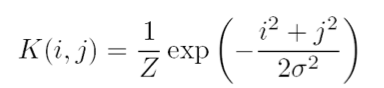 K(i, j) = \frac{1}{Z} \exp\left(-\frac{i^2 + j^2}{2\sigma^2}\right)